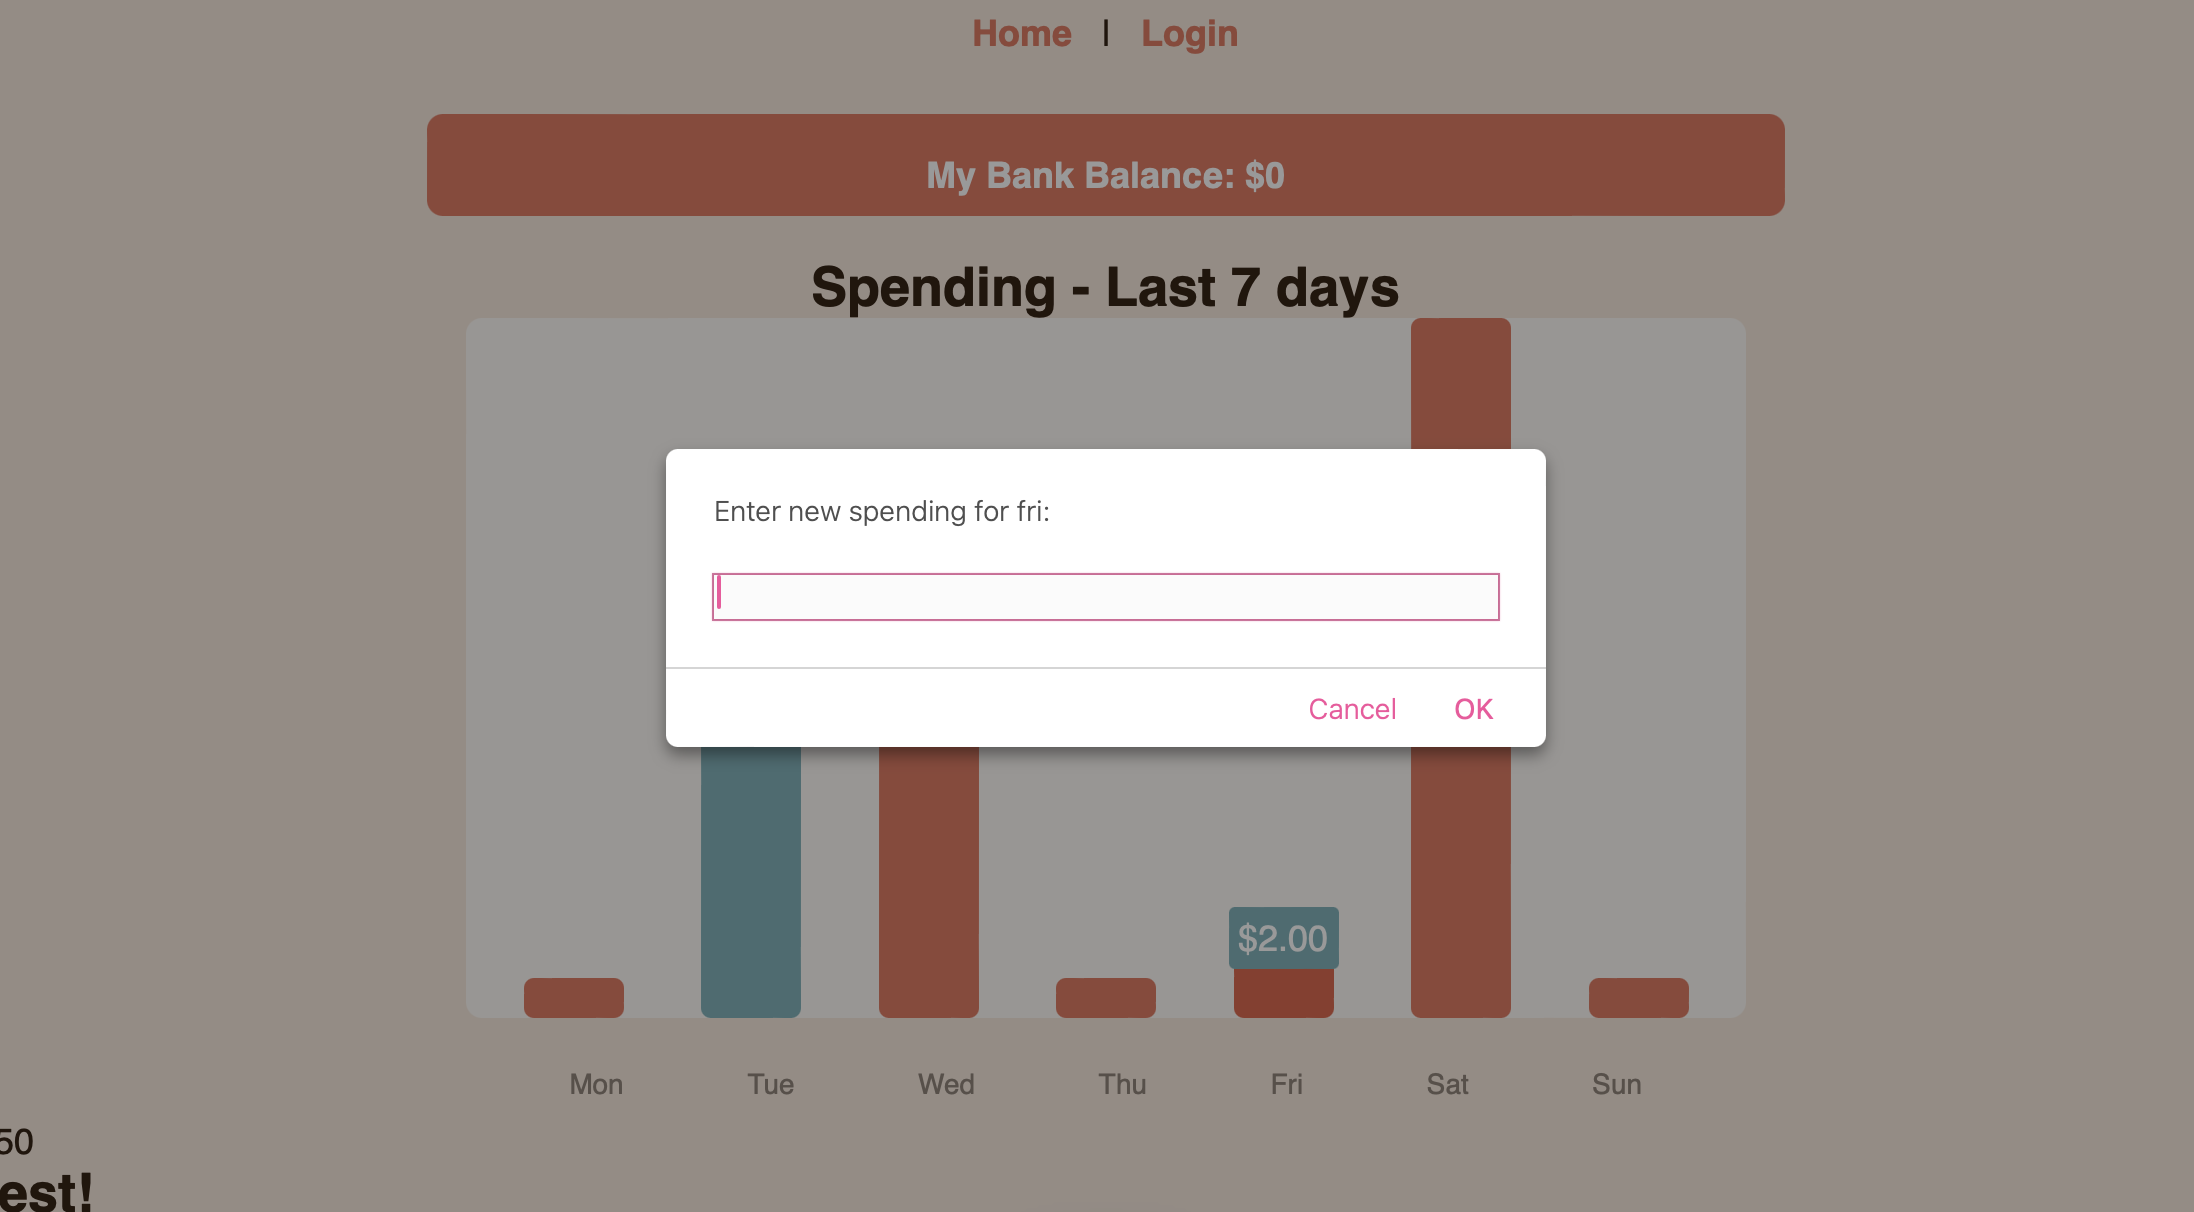 Home | Login
My Bank Balance: $0
Spending - Last 7 days
Enter new spending for fri:
Cancel OK
$2.00
Mon Tue Wed Thu Fri Sat Sun
50
est!